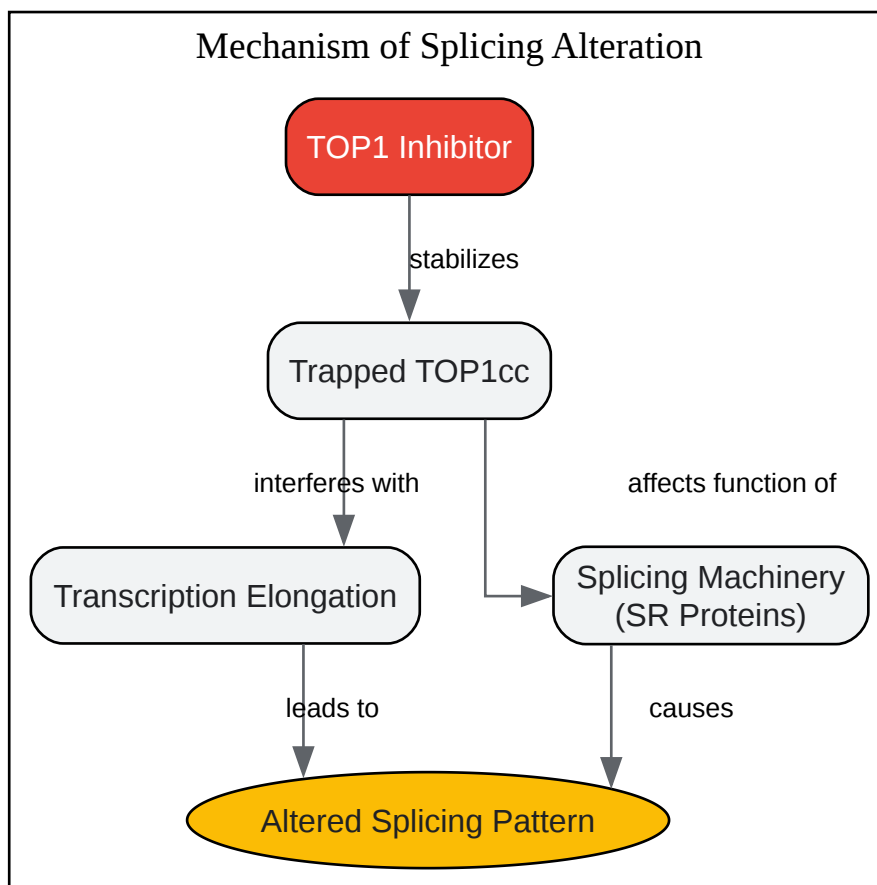 Mechanism of Splicing Alteration
TOP1 Inhibitor
stabilizes
Trapped TOP1cc
interferes with
affects function of
Transcription Elongation
Splicing Machinery
(SR Proteins)
leads to
causes
Altered Splicing Pattern